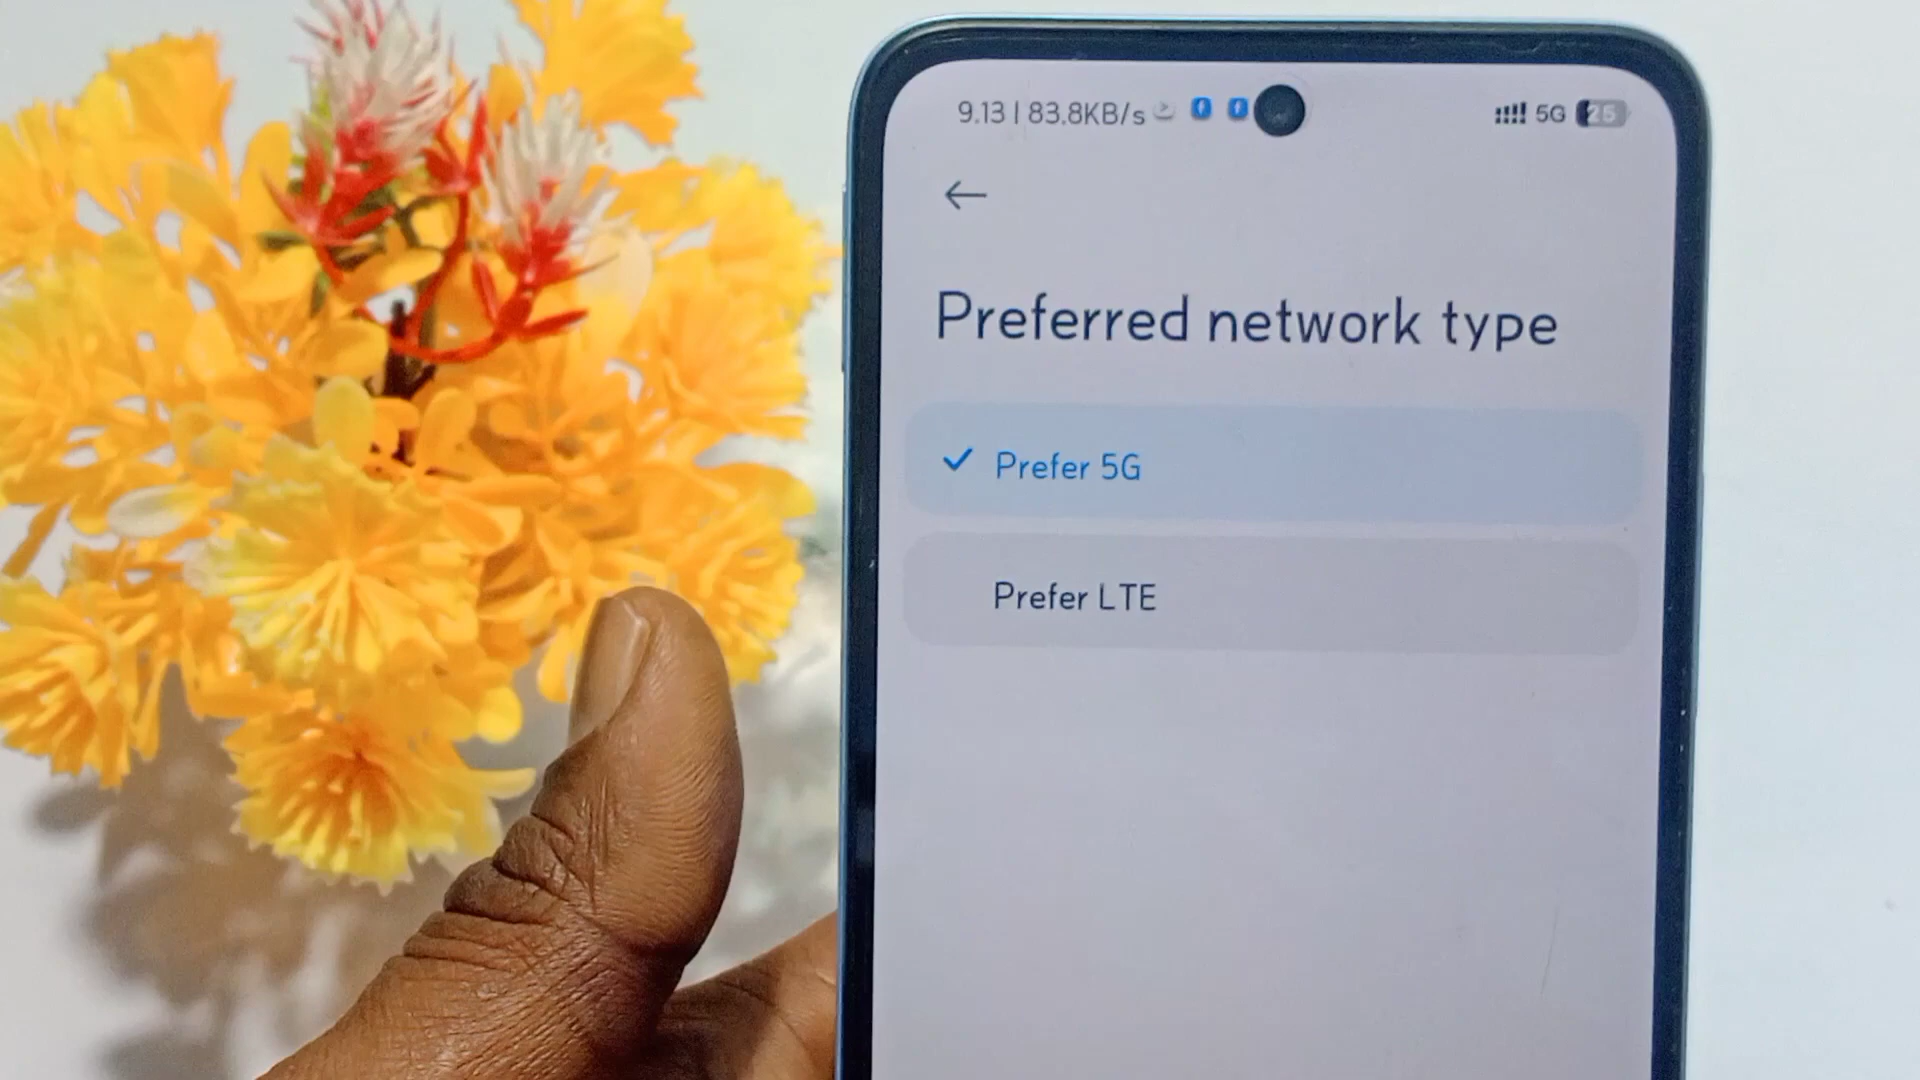 9.13 | 83.8KB/s 5G 25
Preferred network type
Prefer 5G
Prefer LTE